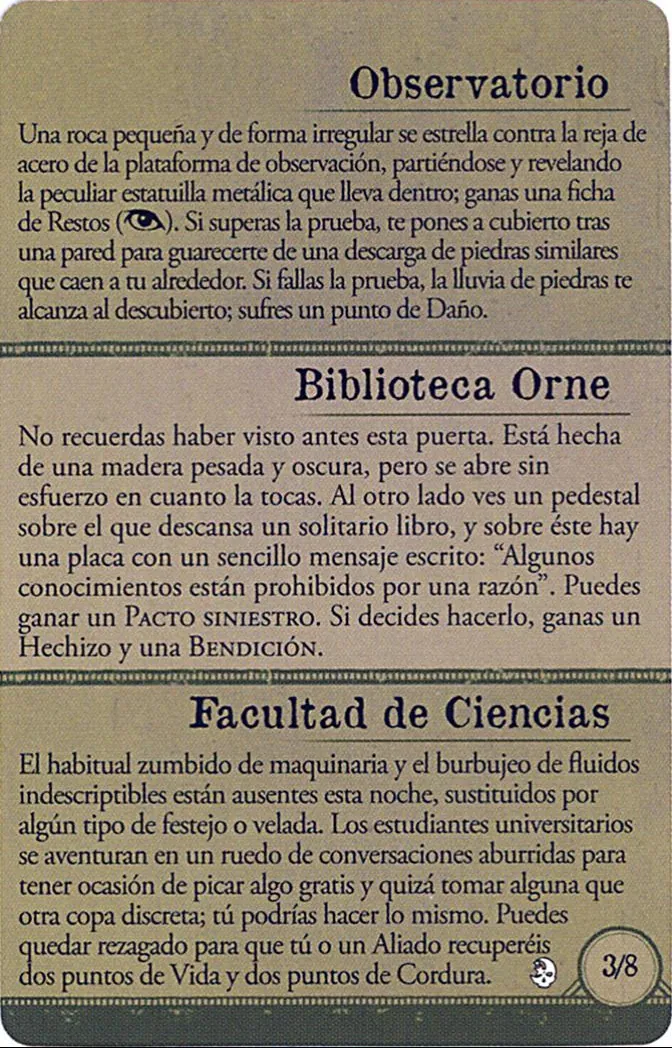 Observatorio
Una roca pequeña y de forma irregular se estrella contra la reja de
acero de la plataforma de observación, partiéndose y revelando
la peculiar estatuilla metálica que lleva dentro; ganas una ficha
de Restos (). Si superas la prueba, te pones a cubierto tras
una pared para guarecerte de una descarga de piedras similares
que caen a tu alrededor. Si fallas la prueba, la lluvia de piedras te
alcanza al descubierto; sufres un punto de Daño.
Biblioteca Orne
No recuerdas haber visto antes esta puerta. Está hecha
de una madera pesada y oscura, pero se abre sin
esfuerzo en cuanto la tocas. Al otro lado ves un pedestal
sobre el que descansa un solitario libro, y sobre éste hay
una placa con un sencillo mensaje escrito: “Algunos
conocimientos están prohibidos por una razón”. Puedes
ganar un PACTO SINIESTRO. Si decides hacerlo, ganas un
Hechizo y una BENDICIÓN.
Facultad de Ciencias
El habitual zumbido de maquinaria y el burbujeo de fluidos
indescriptibles están ausentes esta noche, sustituidos por
algún tipo de festejo o velada. Los estudiantes universitarios
se aventuran en un ruedo de conversaciones aburridas para
tener ocasión de picar algo gratis y quizá tomar alguna que
otra copa discreta; tú podrías hacer lo mismo. Puedes
quedar rezagado para que tú o un Aliado recuperéis
dos puntos de Vida y dos puntos de Cordura.
3/8